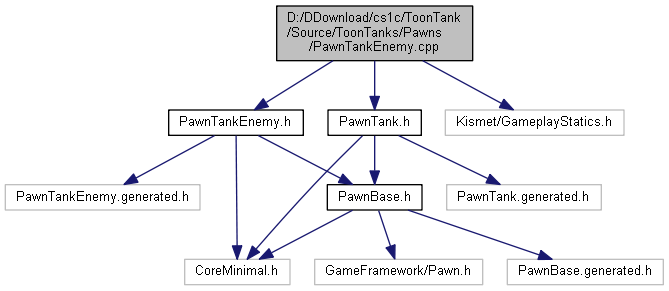 D:/DDownload/cs1c/ToonTank
/Source/ToonTanks/Pawns
/PawnTankEnemy.cpp
PawnTankEnemy.h
PawnTank.h
Kismet/GameplayStatics.h
PawnTankEnemy.generated.h
PawnBase.h
PawnTank.generated.h
CoreMinimal.h
GameFramework/Pawn.h
PawnBase.generated.h